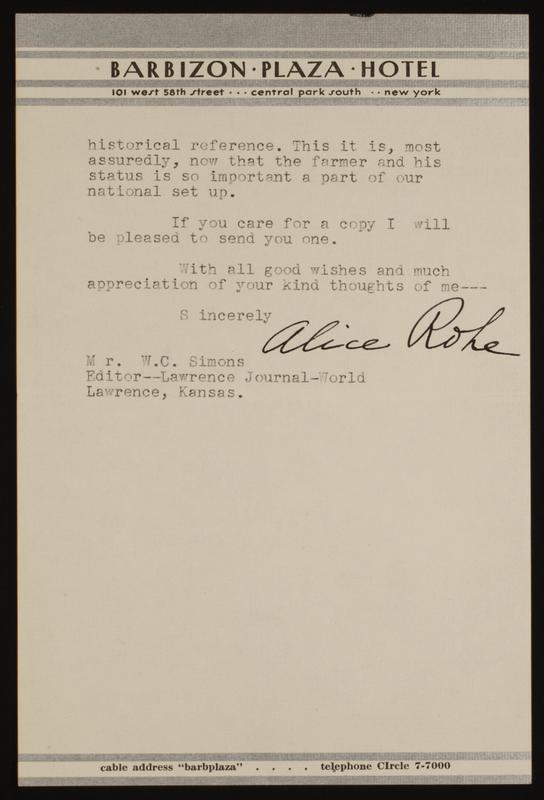 BARBIZON·PLAZA·HOTEL
101 west 58th street · · · central park south · · new york
historical reference. This it is, most
assuredly, now that the farmer and his
status is so important a part of our
national set up.
If you care for a copy I will
be pleased to send you one.
With all good wishes and much
appreciation of your kind thoughts of me---
S incerely
Alice Rohe
M r. W.C. Simons
Editor--Lawrence Journal-World
Lawrence, Kansas.
cable address "barbplaza" . . . . telephone CIrcle 7-7000